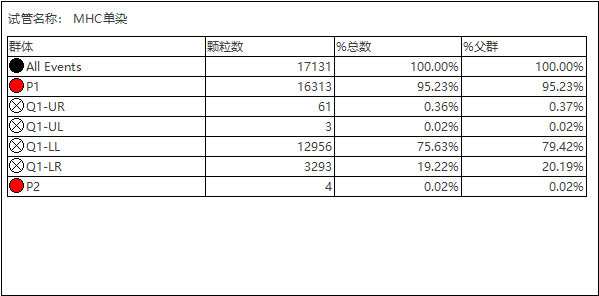 试管名称： MHC单染
群体 颗粒数 %总数 %父群
All Events 17131 100.00% 100.00%
P1 16313 95.23% 95.23%
Q1-UR 61 0.36% 0.37%
Q1-UL 3 0.02% 0.02%
Q1-LL 12956 75.63% 79.42%
Q1-LR 3293 19.22% 20.19%
P2 4 0.02% 0.02%